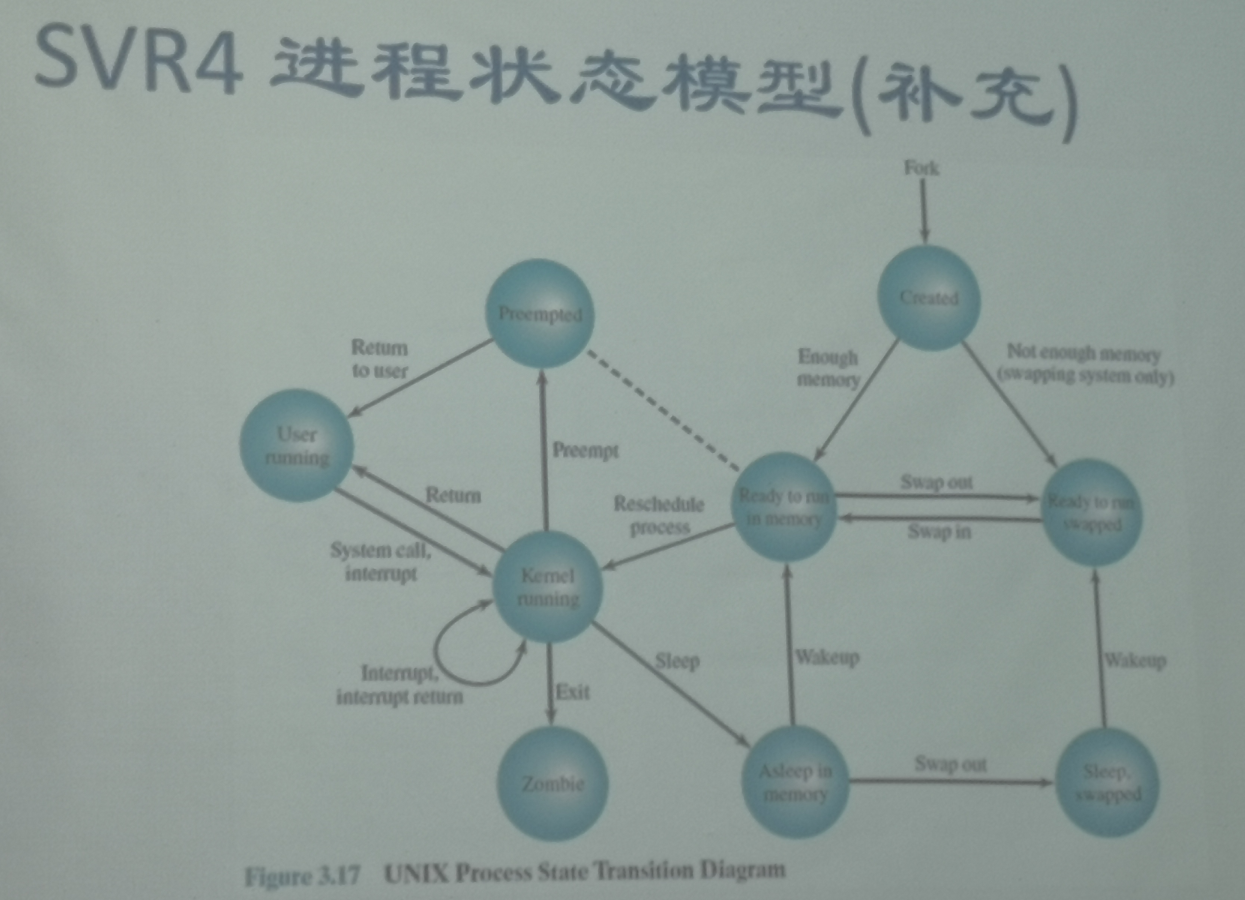 SVR4 进程状态模型(补充)
Fork
Created
Preempted
Return
to user
Enough
memory
Not enough memory
(swapping system only)
User
running
Preempt
Return
Reschedule
process
Ready to run
in memory
Swap out
Swap in
Ready to run
swapped
System call,
interrupt
Kernel
running
Interrupt,
interrupt return
Sleep
Wakeup
Wakeup
Exit
Zombie
Asleep in
memory
Swap out
Sleep,
swapped
Figure 3.17 UNIX Process State Transition Diagram